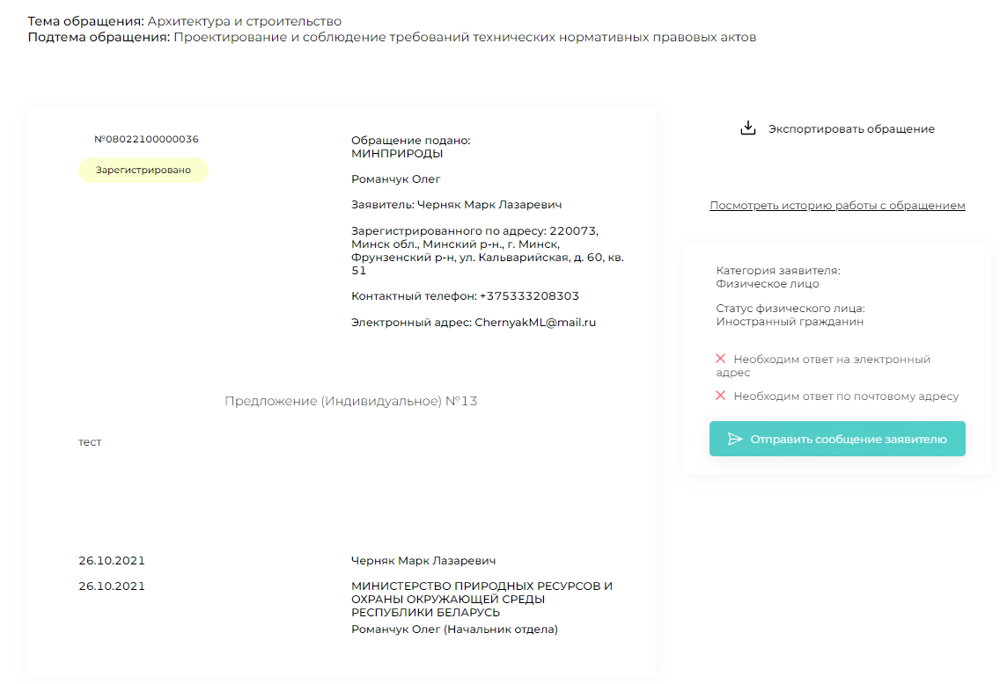 Тема обращения: Архитектура и строительство
Подтема обращения: Проектирование и соблюдение требований технических нормативных правовых актов
№08022100000036
Зарегистрировано
Обращение подано:
МИНПРИРОДЫ
Романчук Олег
Заявитель: Черняк Марк Лазаревич
Зарегистрированного по адресу: 220073,
Минск обл., Минский р-н., г. Минск,
Фрунзенский р-н, ул. Кальварийская, д. 60, кв.
51
Контактный телефон: +375333208303
Электронный адрес: ChernyakML@mail.ru
Предложение (Индивидуальное) №13
тест
26.10.2021
Черняк Марк Лазаревич
26.10.2021
МИНИСТЕРСТВО ПРИРОДНЫХ РЕСУРСОВ И
ОХРАНЫ ОКРУЖАЮЩЕЙ СРЕДЫ
РЕСПУБЛИКИ БЕЛАРУСЬ
Романчук Олег (Начальник отдела)
Экспортировать обращение
Посмотреть историю работы с обращением
Категория заявителя:
Физическое лицо
Статус физического лица:
Иностранный гражданин
Необходим ответ на электронный
адрес
Необходим ответ по почтовому адресу
Отправить сообщение заявителю